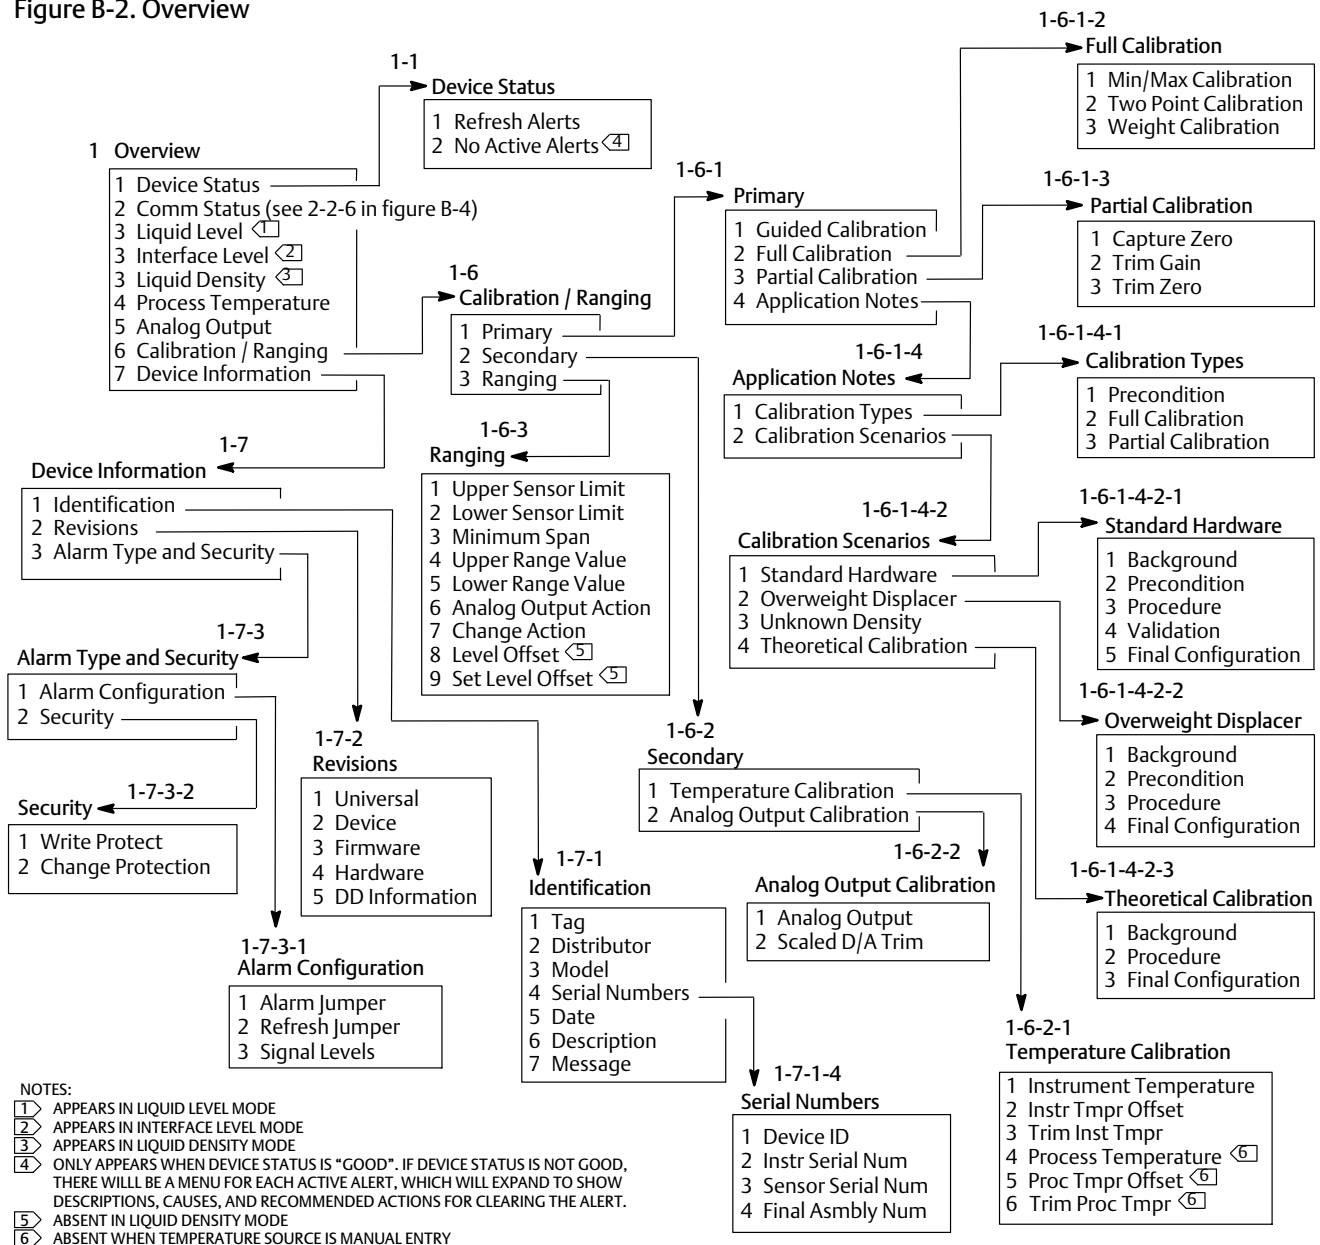 Figure B-2. Overview
1 Overview
1 Device Status
2 Comm Status (see 2-2-6 in figure B-4)
3 Liquid Level 1
3 Interface Level 2
3 Liquid Density 3
4 Process Temperature
5 Analog Output
6 Calibration / Ranging
7 Device Information
1-1
Device Status
1 Refresh Alerts
2 No Active Alerts 4
1-6
Calibration / Ranging
1 Primary
2 Secondary
3 Ranging
1-6-1
Primary
1 Guided Calibration
2 Full Calibration
3 Partial Calibration
4 Application Notes
1-6-1-2
Full Calibration
1 Min/Max Calibration
2 Two Point Calibration
3 Weight Calibration
1-6-1-3
Partial Calibration
1 Capture Zero
2 Trim Gain
3 Trim Zero
1-6-1-4
Application Notes
1 Calibration Types
2 Calibration Scenarios
1-6-1-4-1
Calibration Types
1 Precondition
2 Full Calibration
3 Partial Calibration
1-6-1-4-2
Calibration Scenarios
1 Standard Hardware
2 Overweight Displacer
3 Unknown Density
4 Theoretical Calibration
1-6-1-4-2-1
Standard Hardware
1 Background
2 Precondition
3 Procedure
4 Validation
5 Final Configuration
1-6-1-4-2-2
Overweight Displacer
1 Background
2 Precondition
3 Procedure
4 Final Configuration
1-6-1-4-2-3
Theoretical Calibration
1 Background
2 Procedure
3 Final Configuration
1-6-3
Ranging
1 Upper Sensor Limit
2 Lower Sensor Limit
3 Minimum Span
4 Upper Range Value
5 Lower Range Value
6 Analog Output Action
7 Change Action
8 Level Offset 5
9 Set Level Offset 5
1-6-2
Secondary
1 Temperature Calibration
2 Analog Output Calibration
1-6-2-2
Analog Output Calibration
1 Analog Output
2 Scaled D/A Trim
1-6-2-1
Temperature Calibration
1 Instrument Temperature
2 Instr Tmpr Offset
3 Trim Inst Tmpr
4 Process Temperature 6
5 Proc Tmpr Offset 6
6 Trim Proc Tmpr 6
1-7
Device Information
1 Identification
2 Revisions
3 Alarm Type and Security
1-7-3
Alarm Type and Security
1 Alarm Configuration
2 Security
1-7-3-2
Security
1 Write Protect
2 Change Protection
1-7-2
Revisions
1 Universal
2 Device
3 Firmware
4 Hardware
5 DD Information
1-7-3-1
Alarm Configuration
1 Alarm Jumper
2 Refresh Jumper
3 Signal Levels
1-7-1
Identification
1 Tag
2 Distributor
3 Model
4 Serial Numbers
5 Date
6 Description
7 Message
1-7-1-4
Serial Numbers
1 Device ID
2 Instr Serial Num
3 Sensor Serial Num
4 Final Asmbly Num
NOTES:
1 APPEARS IN LIQUID LEVEL MODE
2 APPEARS IN INTERFACE LEVEL MODE
3 APPEARS IN LIQUID DENSITY MODE
4 ONLY APPEARS WHEN DEVICE STATUS IS “GOOD”. IF DEVICE STATUS IS NOT GOOD,
THERE WILLL BE A MENU FOR EACH ACTIVE ALERT, WHICH WILL EXPAND TO SHOW
DESCRIPTIONS, CAUSES, AND RECOMMENDED ACTIONS FOR CLEARING THE ALERT.
5 ABSENT IN LIQUID DENSITY MODE
6 ABSENT WHEN TEMPERATURE SOURCE IS MANUAL ENTRY